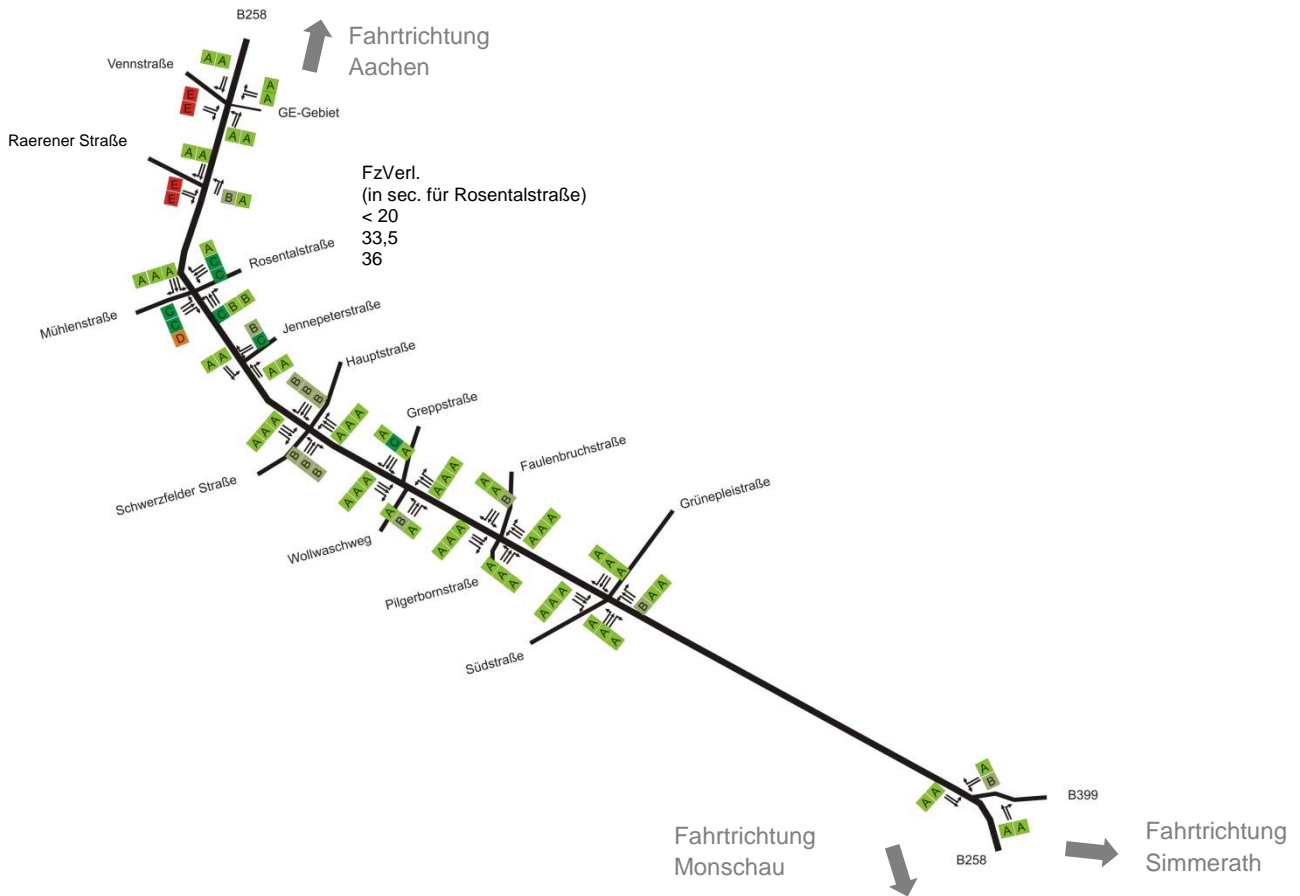 B258
Fahrtrichtung
Aachen
Vennstraße
A A
A
A
E
E
GE-Gebiet
A A
Raerener Straße
A A
E
E
B A
FzVerl.
(in sec. für Rosentalstraße)
< 20
33,5
36
Rosentalstraße
A
C
C
A A A
Mühlenstraße
C
C
D
C B B
Jennepeterstraße
B
C
A A
A A
Hauptstraße
B B B
A A A
A A A
B B B
Schwerzfelder Straße
Greppstraße
A C A
A A A
A A A
A B A
Wollwaschweg
Faulenbruchstraße
A A B
A A A
A A A
A A A
Pilgerbornstraße
Grünepleistraße
A A A
B A A
A A A
A A A
Südstraße
A
B
A A
B399
A A
B258
Fahrtrichtung
Monschau
Fahrtrichtung
Simmerath